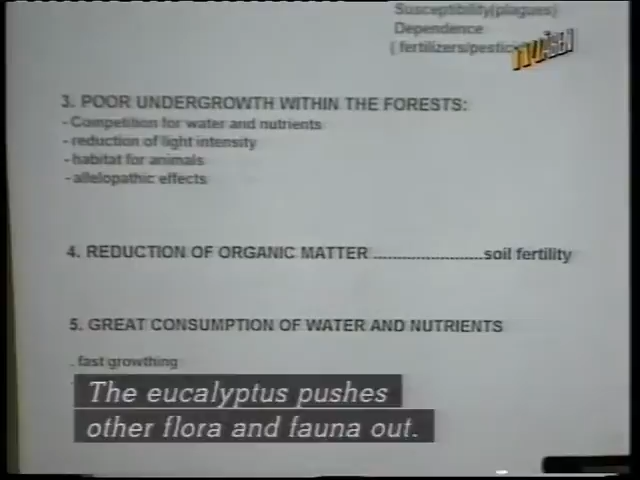 Susceptibility(plagues)
Dependence
( fertilizers/pestic
3. POOR UNDERGROWTH WITHIN THE FORESTS:
- Competition for water and nutrients
- reduction of light intensity
- habitat for animals
- allelopathic effects
4. REDUCTION OF ORGANIC MATTER ........................soil fertility
5. GREAT CONSUMPTION OF WATER AND NUTRIENTS
. fast growthing
The eucalyptus pushes
other flora and fauna out.